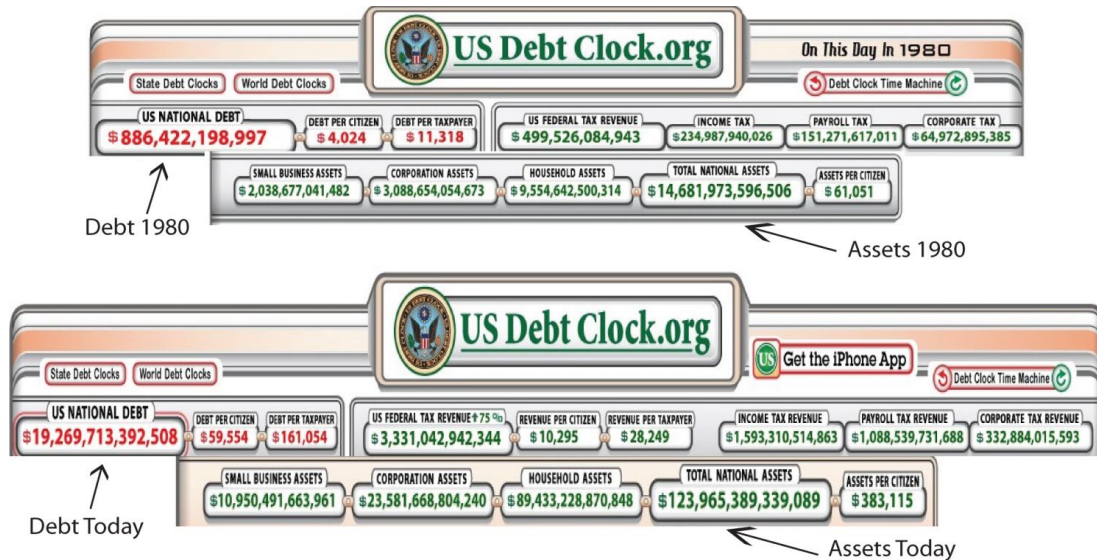 US Debt Clock.org
On This Day In 1980
State Debt Clocks World Debt Clocks
Debt Clock Time Machine
US NATIONAL DEBT DEBT PER CITIZEN DEBT PER TAXPAYER US FEDERAL TAX REVENUE INCOME TAX PAYROLL TAX CORPORATE TAX
$886,422,198,997 $4,024 $11,318 $499,526,084,943 $234,987,940,026 $151,271,617,011 $64,972,895,385
SMALL BUSINESS ASSETS CORPORATION ASSETS HOUSEHOLD ASSETS TOTAL NATIONAL ASSETS ASSETS PER CITIZEN
$2,038,677,041,482 $3,088,654,054,673 $9,554,642,500,314 $14,681,973,596,506 $61,051
Debt 1980
Assets 1980
US Debt Clock.org
US Get the iPhone App
State Debt Clocks World Debt Clocks
Debt Clock Time Machine
US NATIONAL DEBT DEBT PER CITIZEN DEBT PER TAXPAYER US FEDERAL TAX REVENUE ↑75% REVENUE PER CITIZEN REVENUE PER TAXPAYER INCOME TAX REVENUE PAYROLL TAX REVENUE CORPORATE TAX REVENUE
$19,269,713,392,508 $59,554 $161,054 $3,331,042,942,344 $10,295 $28,249 $1,593,310,514,863 $1,088,539,731,688 $332,884,015,593
SMALL BUSINESS ASSETS CORPORATION ASSETS HOUSEHOLD ASSETS TOTAL NATIONAL ASSETS ASSETS PER CITIZEN
$10,950,491,663,961 $23,581,668,804,240 $89,433,228,870,848 $123,965,389,339,089 $383,115
Debt Today
Assets Today